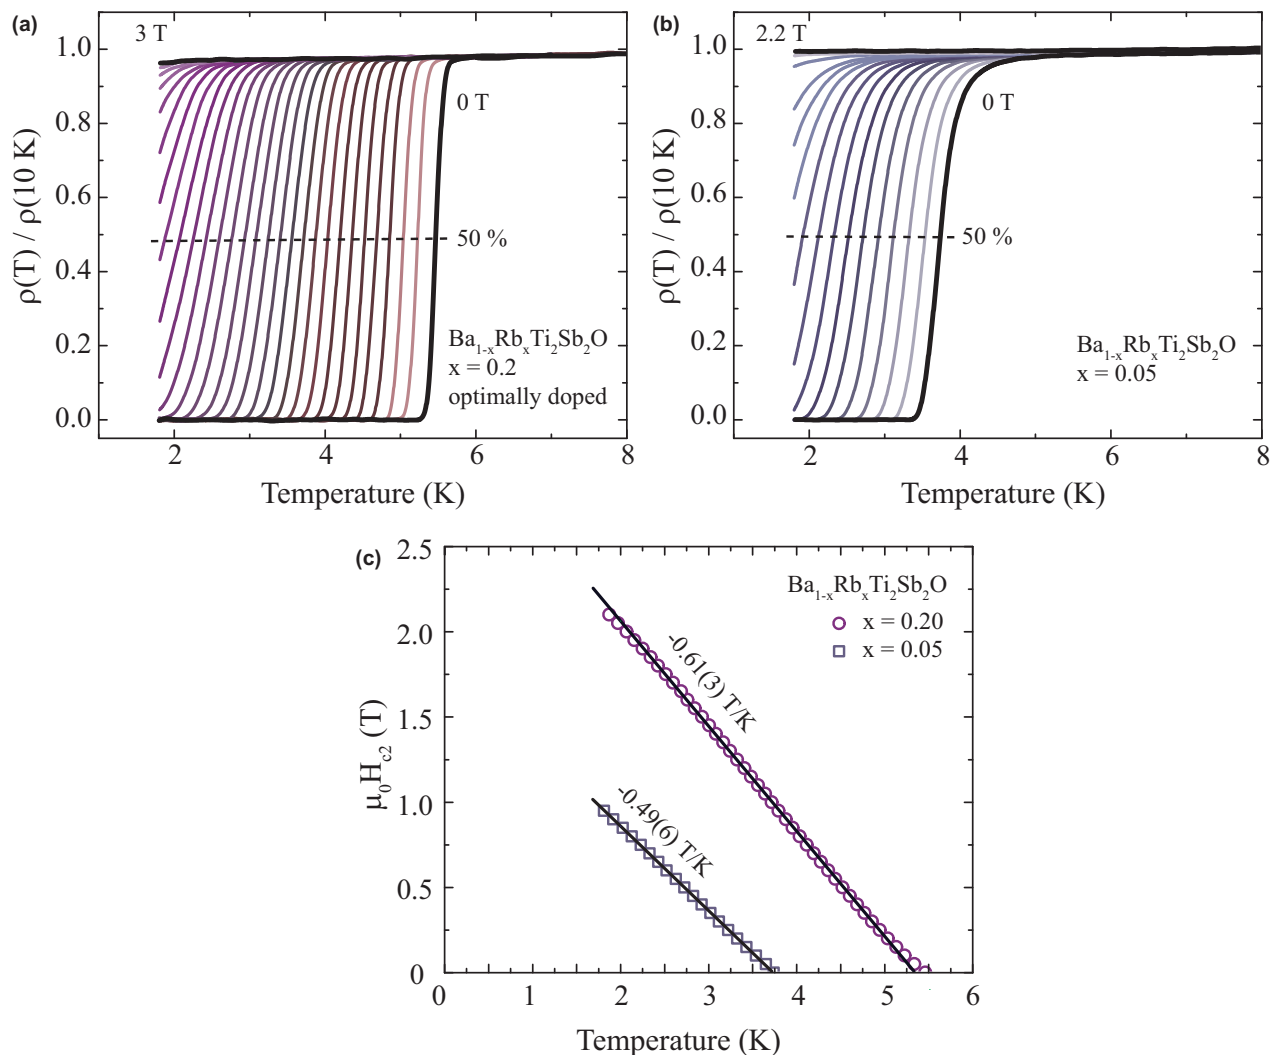 (a)
3 T
1.0
0.8
0.6
0.4
0.2
0.0
ρ(T) / ρ(10 K)
0 T
50 %
Ba1-xRbxTi2Sb2O
x = 0.2
optimally doped
2 4 6 8
Temperature (K)
(b)
2.2 T
1.0
0.8
0.6
0.4
0.2
0.0
ρ(T) / ρ(10 K)
0 T
50 %
Ba1-xRbxTi2Sb2O
x = 0.05
2 4 6 8
Temperature (K)
(c)
2.5
2.0
1.5
1.0
0.5
0
μ0Hc2 (T)
Ba1-xRbxTi2Sb2O
x = 0.20
x = 0.05
-0.61(3) T/K
-0.49(6) T/K
0 1 2 3 4 5 6
Temperature (K)